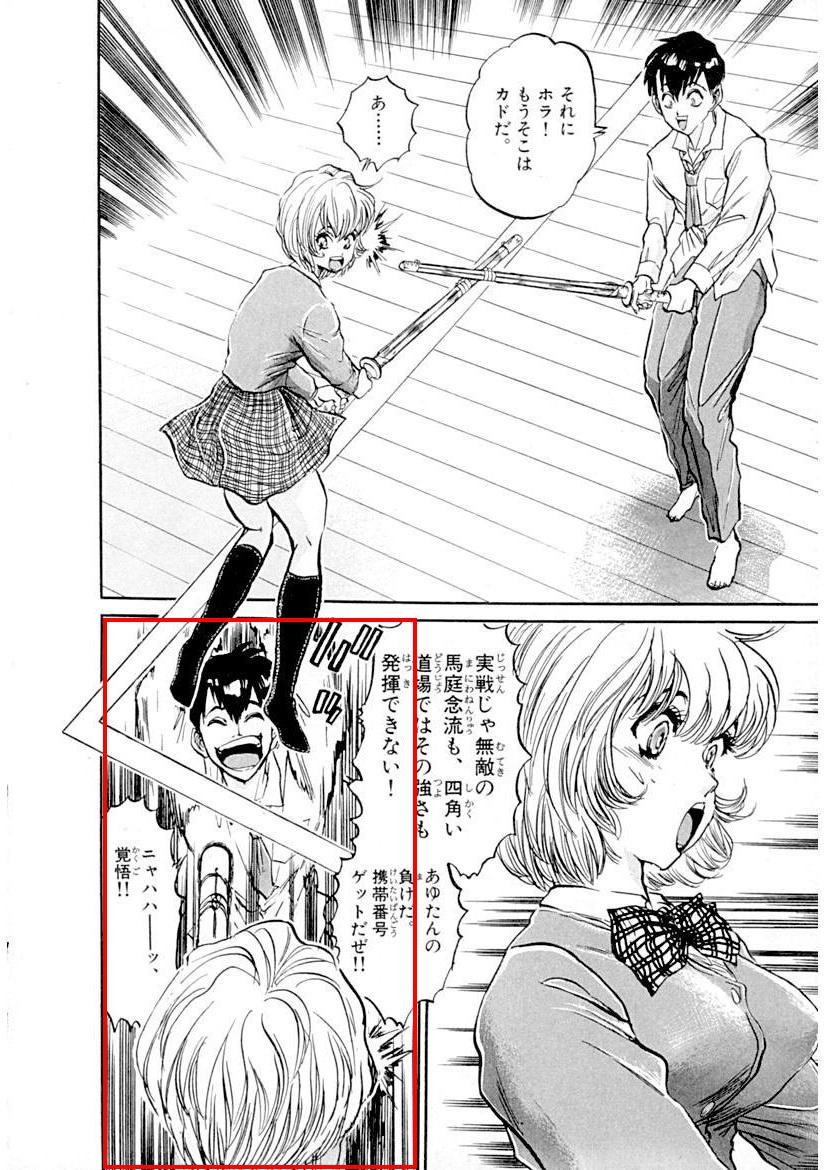 それに
ホラ！
もうそこは
カドだ。
あ……
実戦じゃ無敵の
馬庭念流も、四角い
道場ではその強さも
発揮できない！
あゆたんの
負けだ。
携帯番号
ゲットだぜ!!
ニャハハーーッ、
覚悟!!